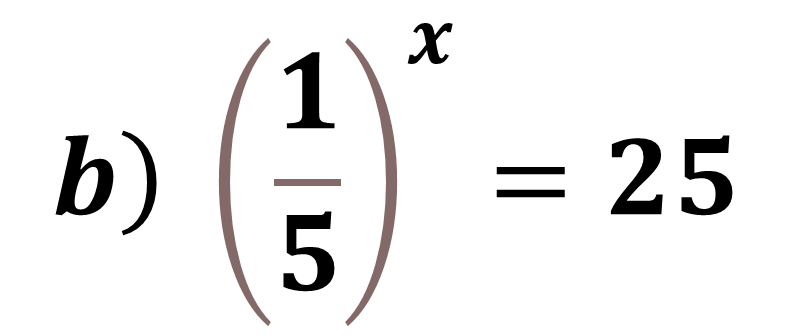 b) (1/5)^x = 25